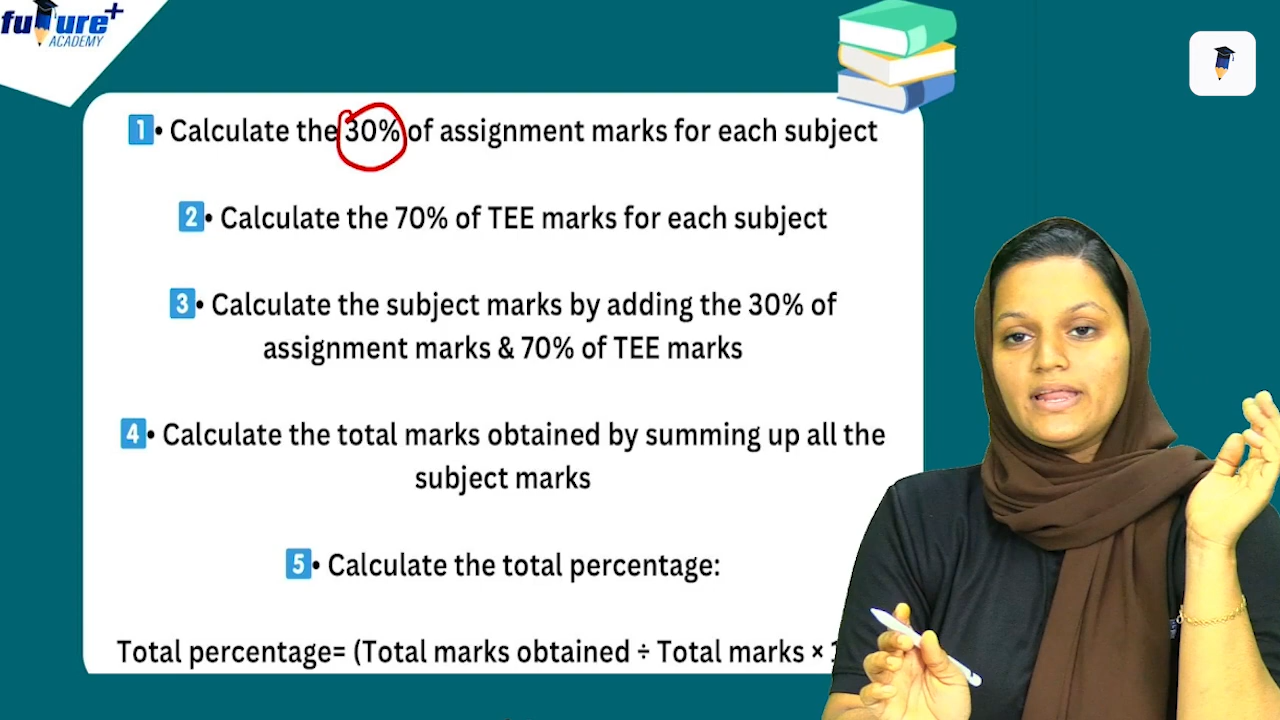 future+
ACADEMY
1• Calculate the 30% of assignment marks for each subject
2• Calculate the 70% of TEE marks for each subject
3• Calculate the subject marks by adding the 30% of
assignment marks & 70% of TEE marks
4• Calculate the total marks obtained by summing up all the
subject marks
5• Calculate the total percentage:
Total percentage= (Total marks obtained ÷ Total marks ×